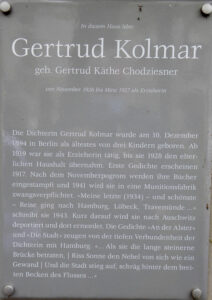 In diesem Haus lebte
Gertrud Kolmar
geb. Gertrud Käthe Chodziesner
von November 1926 bis März 1927 als Erzieherin
Die Dichterin Gertrud Kolmar wurde am 10. Dezember
1894 in Berlin als ältestes von drei Kindern geboren. Ab
1919 war sie als Erzieherin tätig, bis sie 1928 den elter-
lichen Haushalt übernahm. Erste Gedichte erscheinen
1917. Nach dem Novemberpogrom werden ihre Bücher
eingestampft und 1941 wird sie in eine Munitionsfabrik
zwangsverpflichtet. «Meine letzte (1934) – und schönste
– Reise ging nach Hamburg, Lübeck, Travemünde…»
schreibt sie 1943. Kurz darauf wird sie nach Auschwitz
deportiert und dort ermordet. Die Gedichte «An der Alster»
und «Die Stadt» zeugen von der tiefen Verbundenheit der
Dichterin mit Hamburg. «… Als sie die lange steinerne
Brücke betraten, | Riss Sonne den Nebel von sich wie ein
Gewand | Und die Stadt stieg auf, schräg hinter dem brei-
ten Becken des Flusses …»